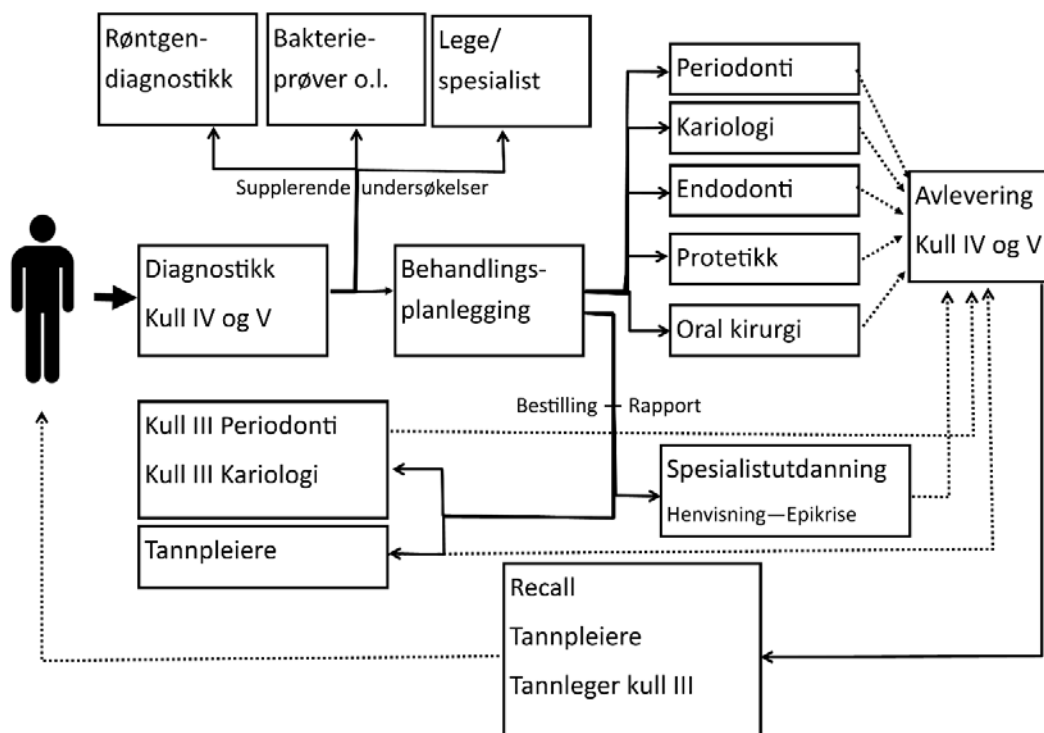 Røntgen-
diagnostikk
Bakterie-
prøver o.l.
Lege/
spesialist
Supplerende undersøkelser
Periodonti
Kariologi
Endodonti
Protetikk
Oral kirurgi
Avlevering
Kull IV og V
Diagnostikk
Kull IV og V
Behandlings-
planlegging
Bestilling — Rapport
Kull III Periodonti
Kull III Kariologi
Tannpleiere
Spesialistutdanning
Henvisning—Epikrise
Recall
Tannpleiere
Tannleger kull III